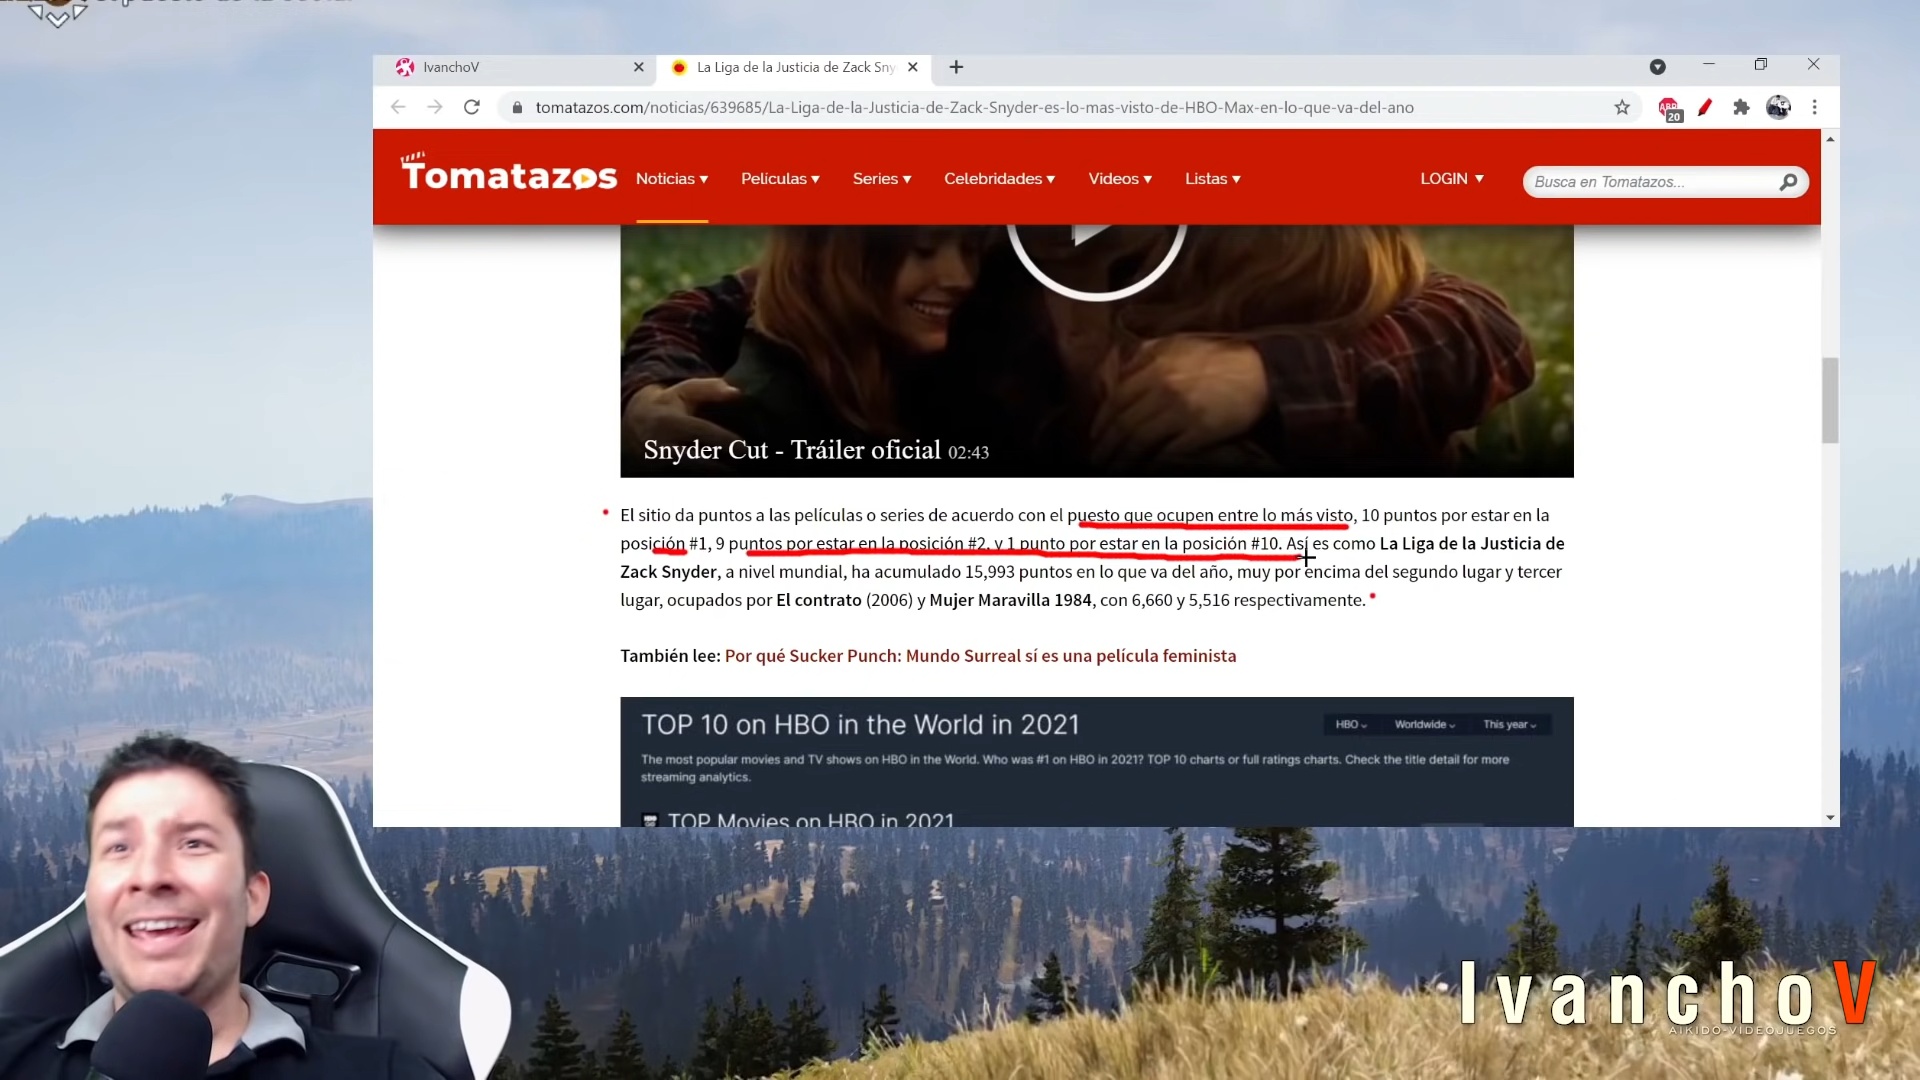 IvanchoV
La Liga de la Justicia de Zack Sny
tomatazos.com/noticias/639685/La-Liga-de-la-Justicia-de-Zack-Snyder-es-lo-mas-visto-de-HBO-Max-en-lo-que-va-del-ano
ABP
20
Tomatazos
Noticias
Películas
Series
Celebridades
Videos
Listas
LOGIN
Busca en Tomatazos...
Snyder Cut - Tráiler oficial 02:43
El sitio da puntos a las películas o series de acuerdo con el puesto que ocupen entre lo más visto, 10 puntos por estar en la
posición #1, 9 puntos por estar en la posición #2, y 1 punto por estar en la posición #10. Así es como La Liga de la Justicia de
Zack Snyder, a nivel mundial, ha acumulado 15,993 puntos en lo que va del año, muy por encima del segundo lugar y tercer
lugar, ocupados por El contrato (2006) y Mujer Maravilla 1984, con 6,660 y 5,516 respectivamente.
También lee: Por qué Sucker Punch: Mundo Surreal sí es una película feminista
TOP 10 on HBO in the World in 2021
HBO
Worldwide
This year
The most popular movies and TV shows on HBO in the World. Who was #1 on HBO in 2021? TOP 10 charts or full ratings charts. Check the title detail for more
streaming analytics.
TOP Movies on HBO in 2021
IvanchoV
AIKIDO-VIDEOJUEGOS